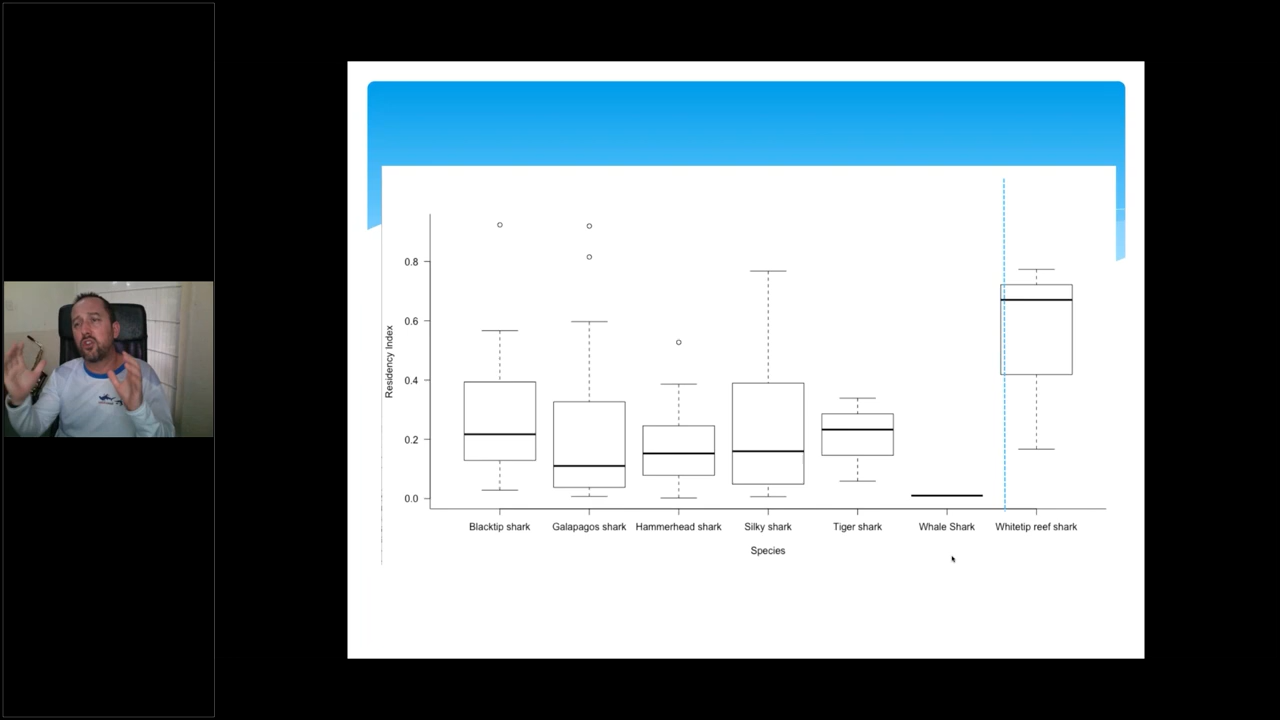 0.8
0.6
0.4
0.2
0.0
Residency Index
Blacktip shark Galapagos shark Hammerhead shark Silky shark Tiger shark Whale Shark Whitetip reef shark
Species